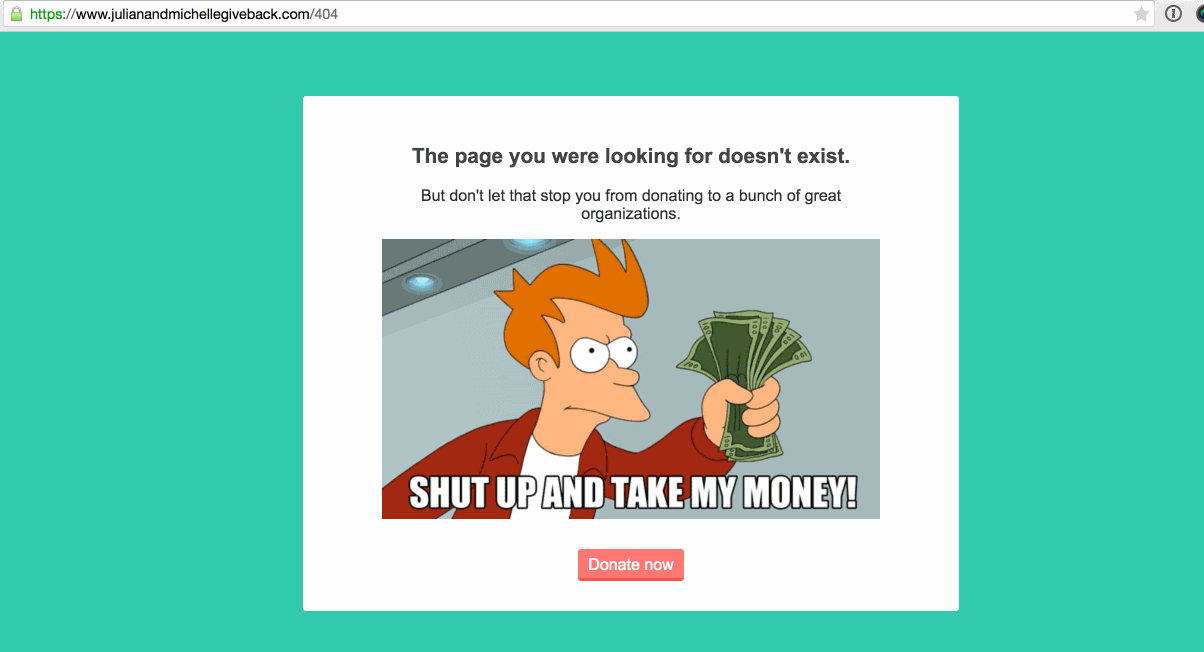 https://www.julianandmichellegiveback.com/404
The page you were looking for doesn't exist.
But don't let that stop you from donating to a bunch of great
organizations.
SHUT UP AND TAKE MY MONEY!
Donate now